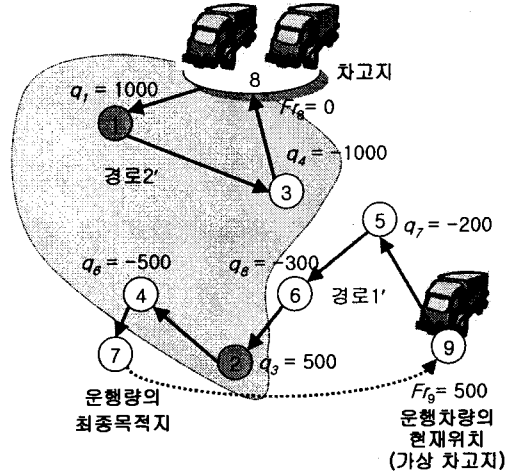 8
차고지
q₁ = 1000
Fr₈= 0
1
q₄ = -1000
경로2′
3
5
q₇ = -200
q₆ = -500
q₈ = -300
4
6
경로1′
7
2
q₃ = 500
9
운행량의
최종목적지
Fr₉= 500
운행차량의
현재위치
(가상 차고지)